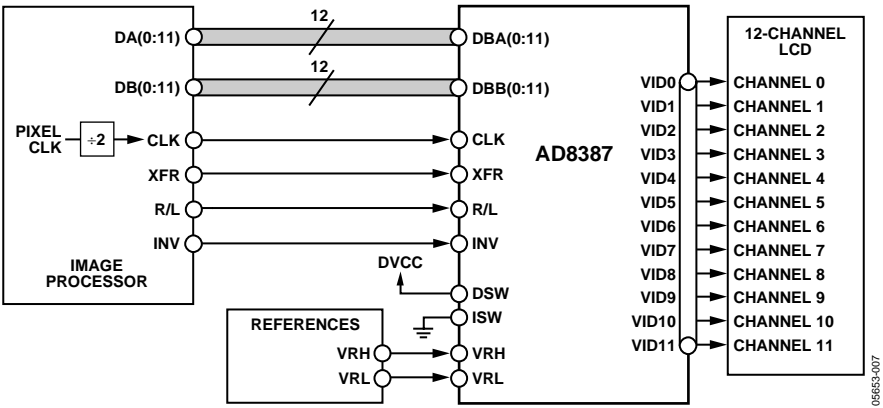 12
DA(0:11)
DBA(0:11)
12
DB(0:11)
DBB(0:11)
PIXEL
CLK
÷2
CLK
CLK
XFR
XFR
R/L
R/L
INV
INV
IMAGE
PROCESSOR
DVCC
DSW
ISW
REFERENCES
VRH
VRH
VRL
VRL
AD8387
VID0
VID1
VID2
VID3
VID4
VID5
VID6
VID7
VID8
VID9
VID10
VID11
12-CHANNEL
LCD
CHANNEL 0
CHANNEL 1
CHANNEL 2
CHANNEL 3
CHANNEL 4
CHANNEL 5
CHANNEL 6
CHANNEL 7
CHANNEL 8
CHANNEL 9
CHANNEL 10
CHANNEL 11
05653-007